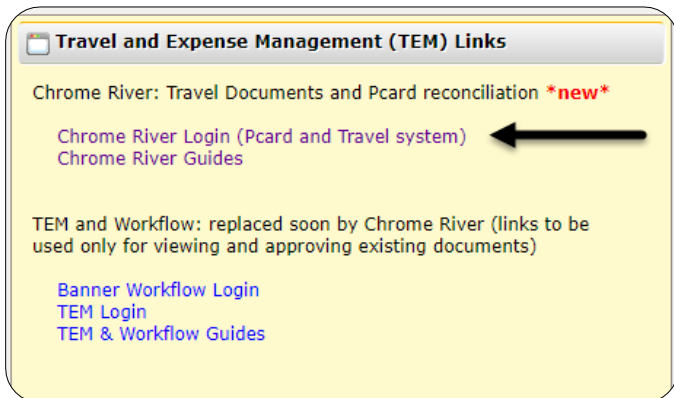 Travel and Expense Management (TEM) Links
Chrome River: Travel Documents and Pcard reconciliation *new*
Chrome River Login (Pcard and Travel system)
Chrome River Guides
TEM and Workflow: replaced soon by Chrome River (links to be
used only for viewing and approving existing documents)
Banner Workflow Login
TEM Login
TEM & Workflow Guides